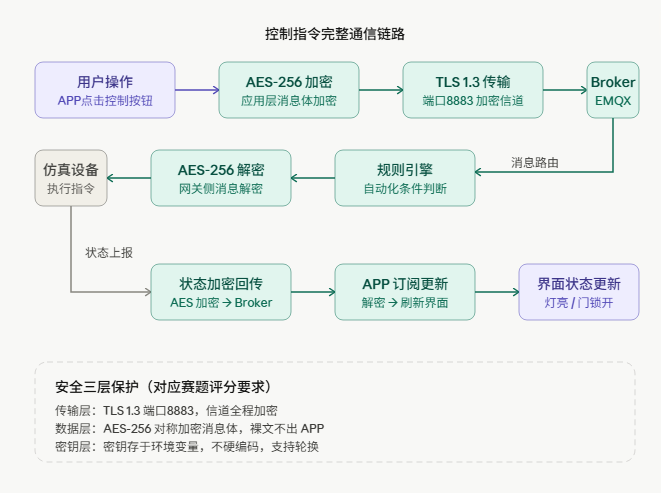 控制指令完整通信链路
用户操作
APP点击控制按钮
AES-256 加密
应用层消息体加密
TLS 1.3 传输
端口8883 加密信道
Broker
EMQX
消息路由
仿真设备
执行指令
AES-256 解密
网关侧消息解密
规则引擎
自动化条件判断
状态上报
状态加密回传
AES 加密 → Broker
APP 订阅更新
解密 → 刷新界面
界面状态更新
灯亮 / 门锁开
安全三层保护（对应赛题评分要求）
传输层：TLS 1.3 端口8883，信道全程加密
数据层：AES-256 对称加密消息体，裸文不出 APP
密钥层：密钥存于环境变量，不硬编码，支持轮换